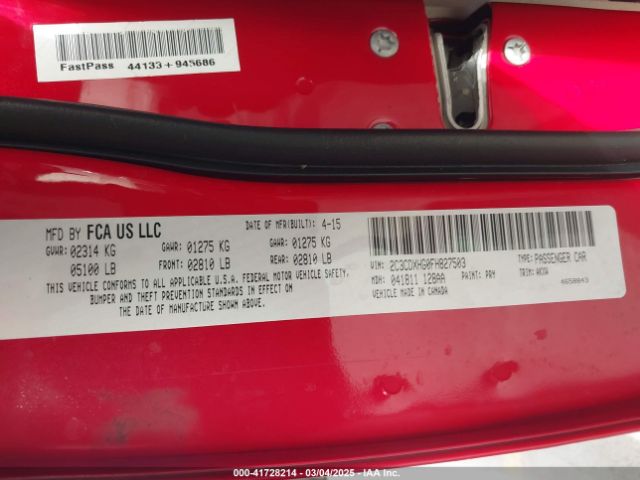 FastPass 44133+945686
MFD BY FCA US LLC DATE OF MFR(BUILT): 4-15
GVWR: 02314 KG GAWR: 01275 KG GAWR: 01275 KG
05100 LB FRONT: 02810 LB REAR: 02810 LB
THIS VEHICLE CONFORMS TO ALL APPLICABLE U.S.A. FEDERAL MOTOR VEHICLE SAFETY,
BUMPER AND THEFT PREVENTION STANDARDS IN EFFECT ON
THE DATE OF MANUFACTURE SHOWN ABOVE.
VIN: 2C3CDXHG0FH827503 TYPE: PASSENGER CAR
MDH: 041811 128AA PAINT: PRY TRIM:
VEHICLE MADE IN CANADA
000-41728214 - 03/04/2025 - IAA Inc.